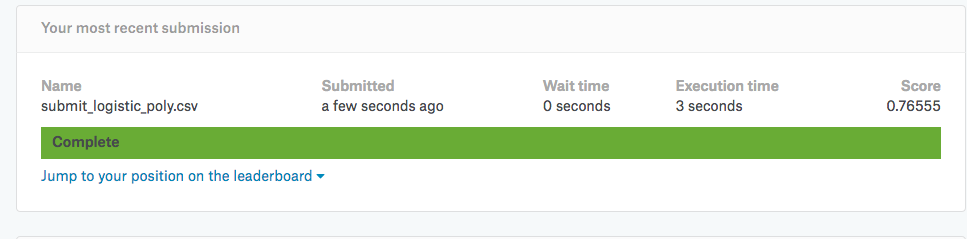 Your most recent submission
Name Submitted Wait time Execution time Score
submit_logistic_poly.csv a few seconds ago 0 seconds 3 seconds 0.76555
Complete
Jump to your position on the leaderboard